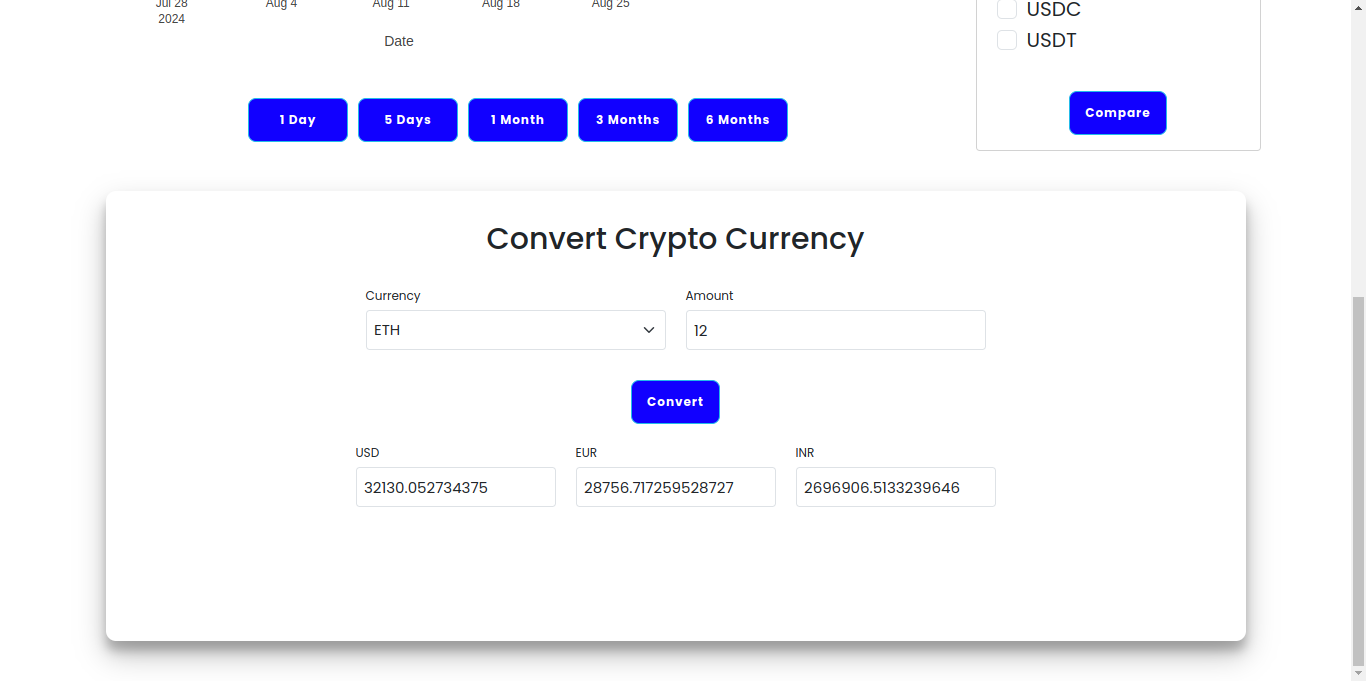 Jul 28 Aug 4 Aug 11 Aug 18 Aug 25
2024
Date
USDC
USDT
1 Day 5 Days 1 Month 3 Months 6 Months
Compare
Convert Crypto Currency
Currency Amount
ETH 12
Convert
USD EUR INR
32130.052734375 28756.717259528727 2696906.5133239646